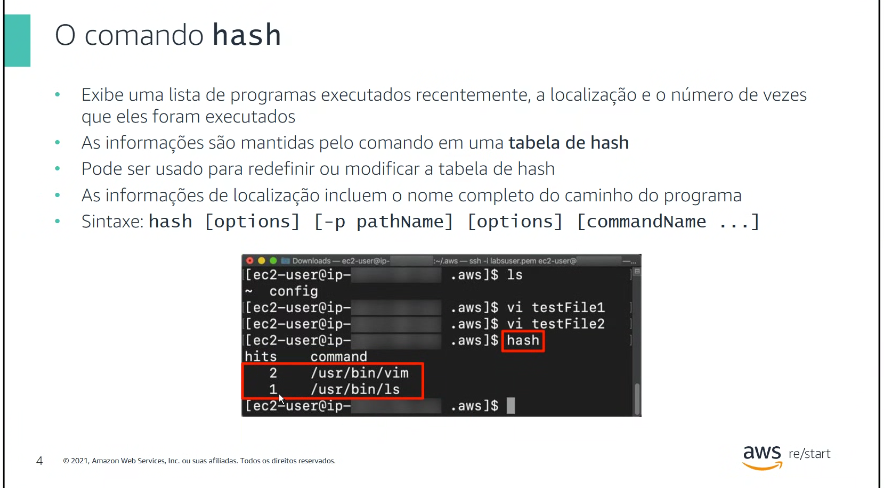 O comando hash
• Exibe uma lista de programas executados recentemente, a localização e o número de vezes
que eles foram executados
• As informações são mantidas pelo comando em uma tabela de hash
• Pode ser usado para redefinir ou modificar a tabela de hash
• As informações de localização incluem o nome completo do caminho do programa
• Sintaxe: hash [options] [-p pathName] [options] [commandName ...]
Downloads — ec2-user@ip- :~/.aws — ssh -i labsuser.pem ec2-user@ —...
[ec2-user@ip- .aws]$ ls
~ config
[ec2-user@ip- .aws]$ vi testFile1
[ec2-user@ip- .aws]$ vi testFile2
[ec2-user@ip- .aws]$ hash
hits command
2 /usr/bin/vim
1 /usr/bin/ls
[ec2-user@ip- .aws]$
4 © 2021, Amazon Web Services, Inc. ou suas afiliadas. Todos os direitos reservados.
aws re/start